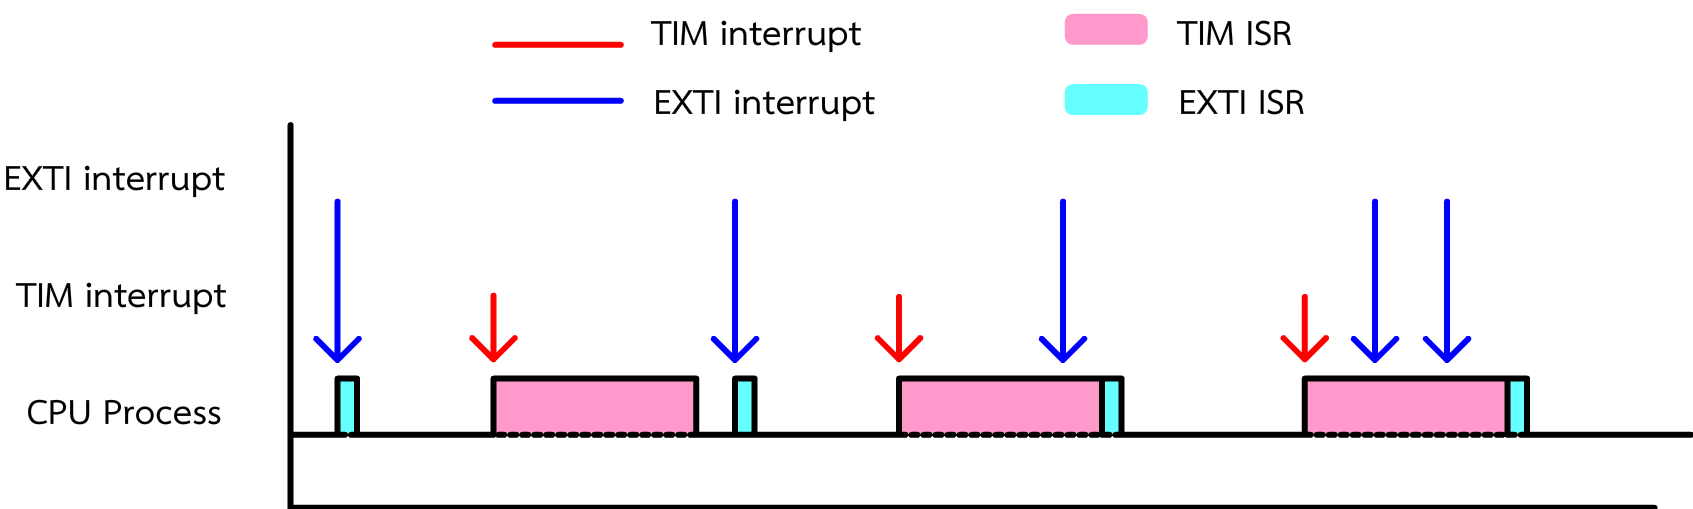 TIM interrupt
TIM ISR
EXTI interrupt
EXTI ISR
EXTI interrupt
TIM interrupt
CPU Process